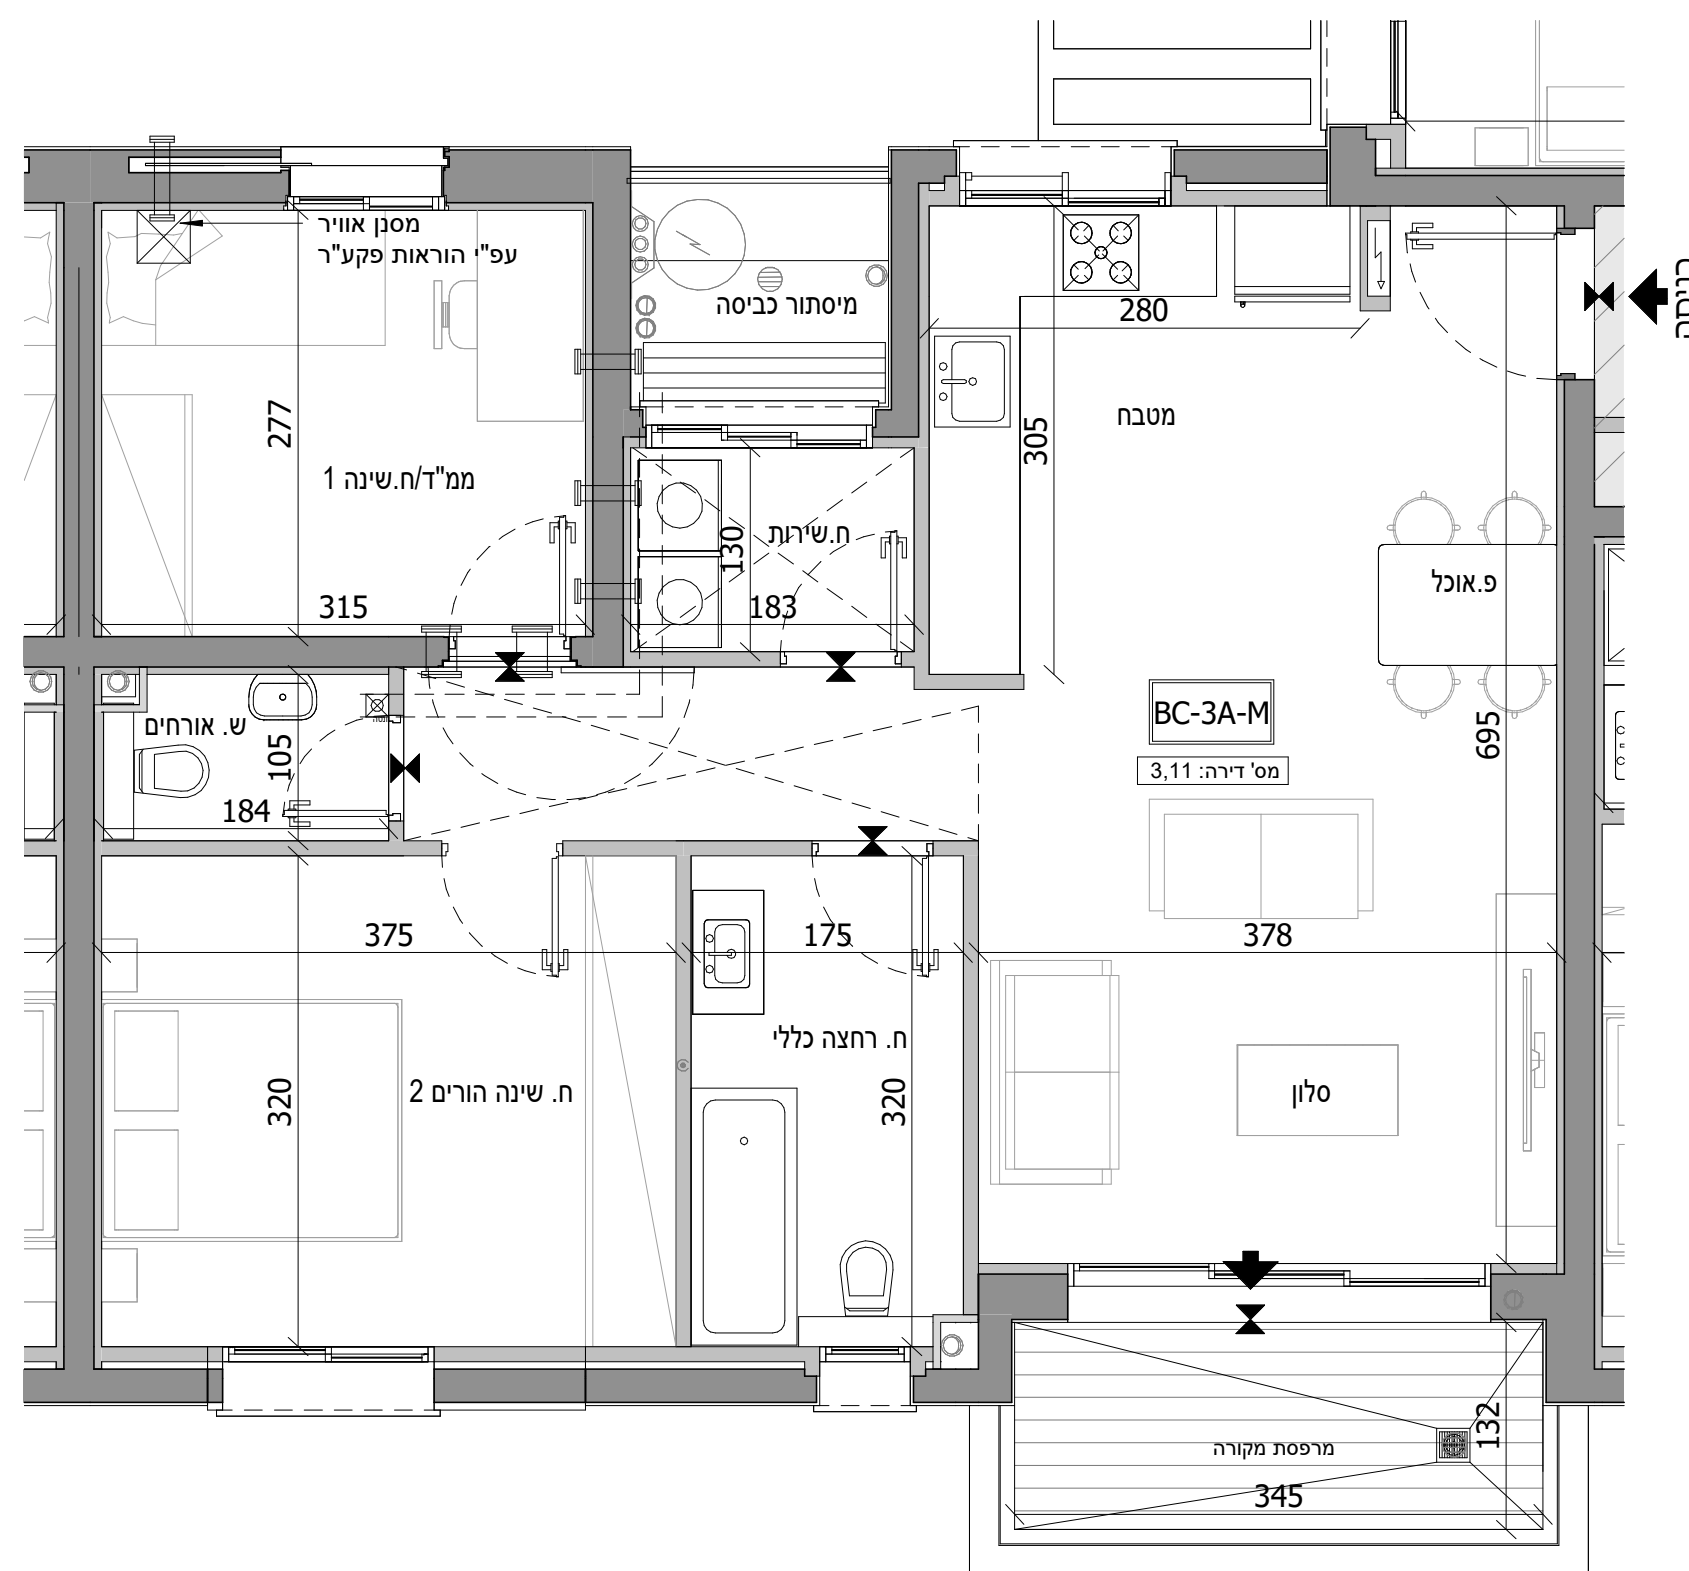 מסנן אוויר
עפ"י הוראות פקע"ר
מיסתור כביסה
280
כניסה
מטבח
305
277
ממ"ד/ח.שינה 1
315
ח.שירות
130
183
פ.אוכל
BC-3A-M
מס' דירה: 3,11
695
ש. אורחים
105
184
375
175
378
ח. רחצה כללי
320
ח. שינה הורים 2
320
סלון
מרפסת מקורה
132
345